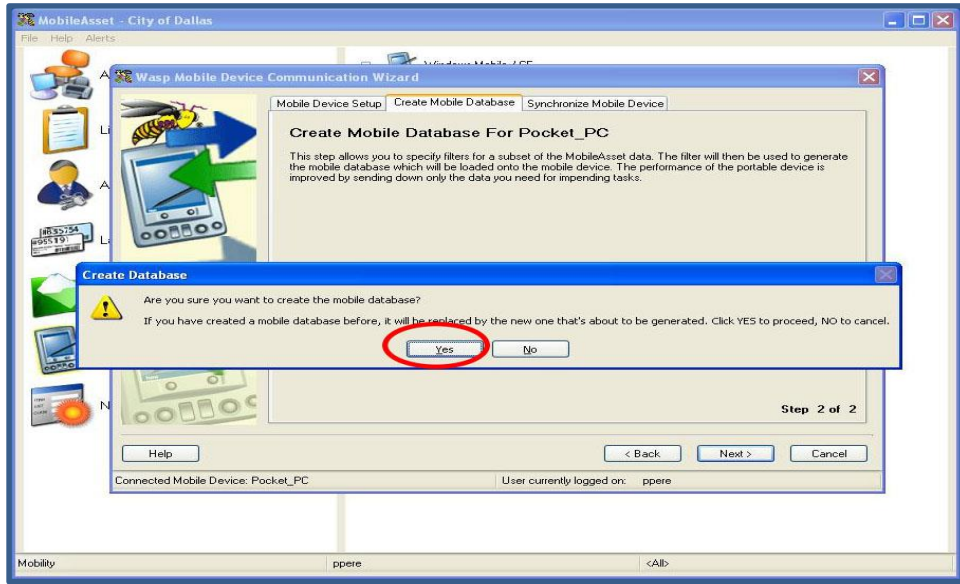 MobileAsset - City of Dallas
File Help Alerts
Wasp Mobile Device Communication Wizard
Mobile Device Setup Create Mobile Database Synchronize Mobile Device
Create Mobile Database For Pocket_PC
This step allows you to specify filters for a subset of the MobileAsset data. The filter will then be used to generate
the mobile database which will be loaded onto the mobile device. The performance of the portable device is
improved by sending down only the data you need for impending tasks.
A
Li
A
La
Create Database
Are you sure you want to create the mobile database?
If you have created a mobile database before, it will be replaced by the new one that's about to be generated. Click YES to proceed, NO to cancel.
Yes No
N
Step 2 of 2
Help < Back Next > Cancel
Connected Mobile Device: Pocket_PC User currently logged on: ppere
Mobility ppere <All>